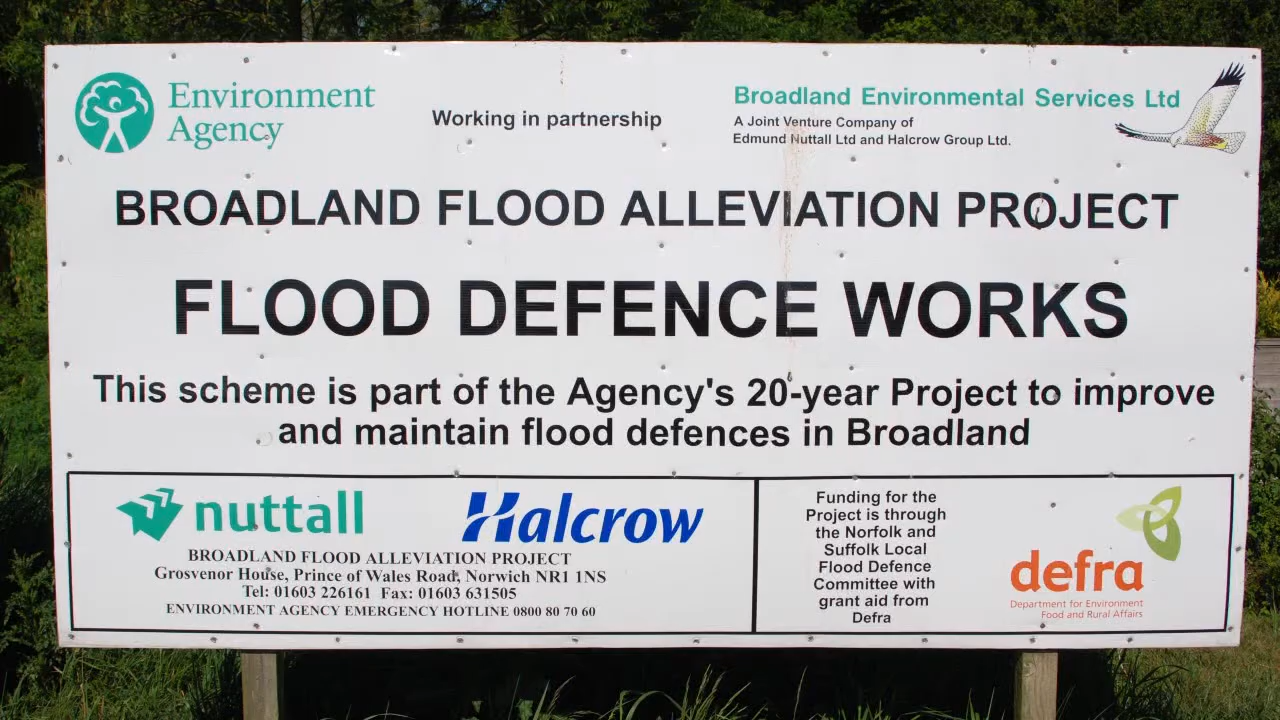 Environment
Agency
Working in partnership
Broadland Environmental Services Ltd
A Joint Venture Company of
Edmund Nuttall Ltd and Halcrow Group Ltd.
BROADLAND FLOOD ALLEVIATION PROJECT
FLOOD DEFENCE WORKS
This scheme is part of the Agency's 20-year Project to improve
and maintain flood defences in Broadland
nuttall
Halcrow
BROADLAND FLOOD ALLEVIATION PROJECT
Grosvenor House, Prince of Wales Road, Norwich NR1 1NS
Tel: 01603 226161 Fax: 01603 631505
ENVIRONMENT AGENCY EMERGENCY HOTLINE 0800 80 70 60
Funding for the
Project is through
the Norfolk and
Suffolk Local
Flood Defence
Committee with
grant aid from
Defra
defra
Department for Environment
Food and Rural Affairs